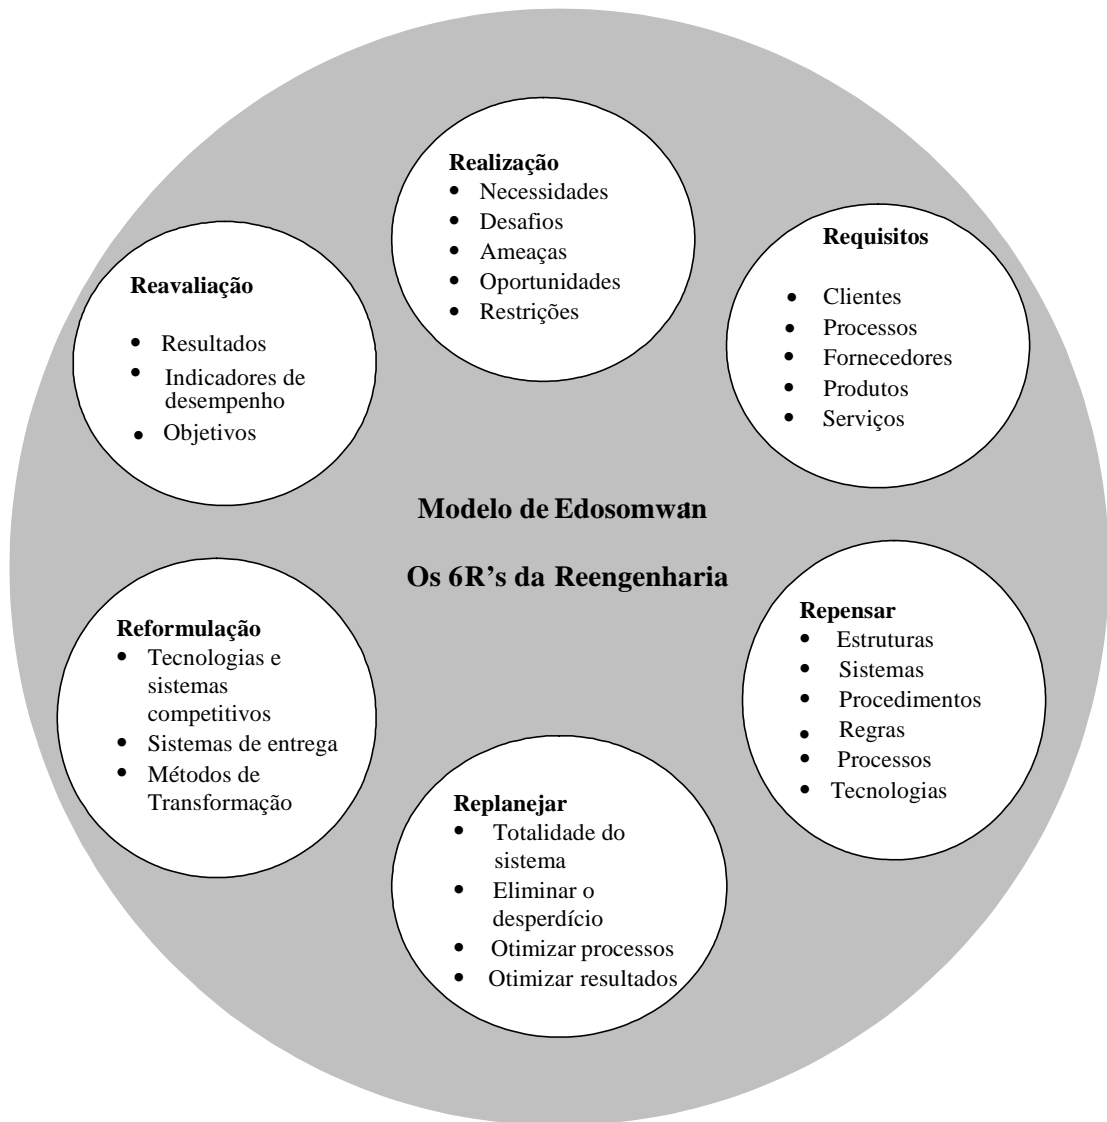 Realização
• Necessidades
• Desafios
• Ameaças
• Oportunidades
• Restrições
Requisitos
• Clientes
• Processos
• Fornecedores
• Produtos
• Serviços
Reavaliação
• Resultados
• Indicadores de
desempenho
• Objetivos
Modelo de Edosomwan
Os 6R’s da Reengenharia
Repensar
• Estruturas
• Sistemas
• Procedimentos
• Regras
• Processos
• Tecnologias
Reformulação
• Tecnologias e
sistemas
competitivos
• Sistemas de entrega
• Métodos de
Transformação
Replanejar
• Totalidade do
sistema
• Eliminar o
desperdício
• Otimizar processos
• Otimizar resultados